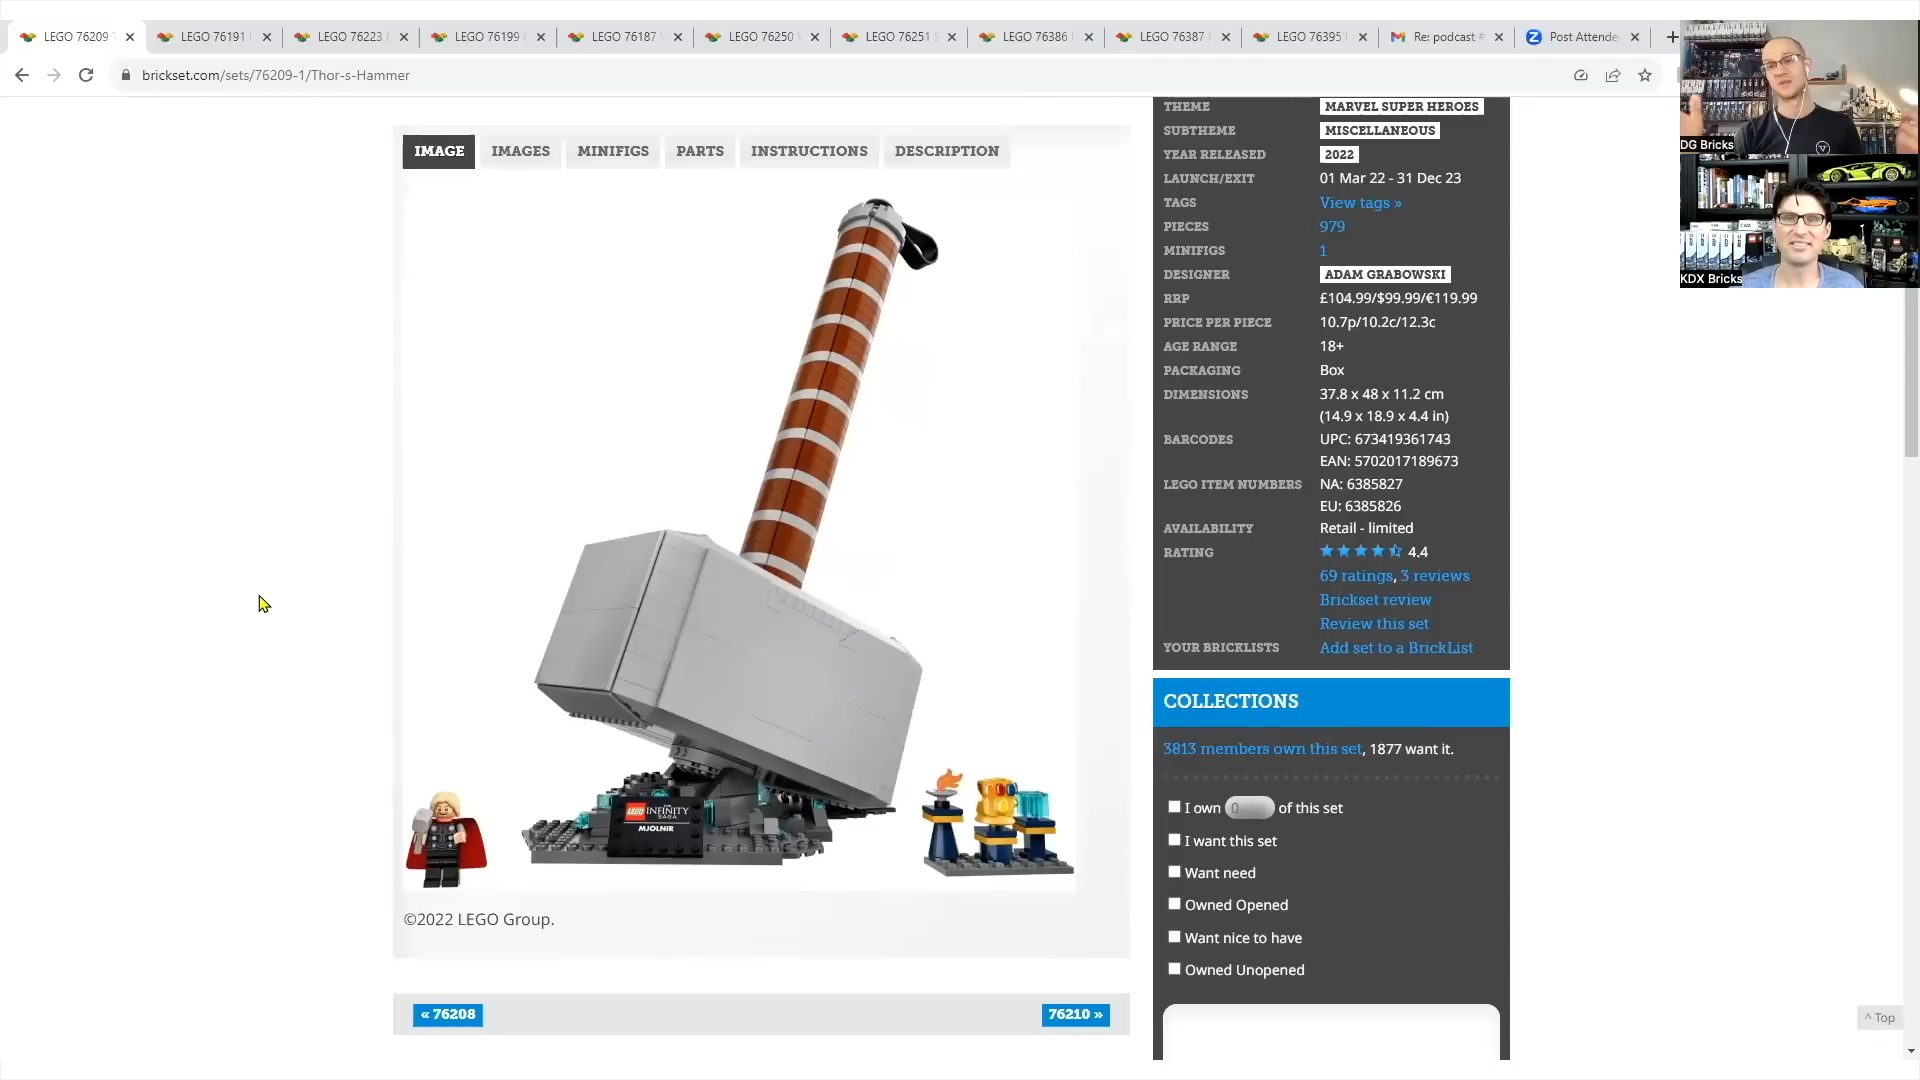 LEGO 76209 T
LEGO 76191 I
LEGO 76223
LEGO 76199
LEGO 76187
LEGO 76250
LEGO 76251 S
LEGO 76386
LEGO 76387
LEGO 76395
Re: podcast
Post Attende
brickset.com/sets/76209-1/Thor-s-Hammer
DG Bricks
KDX Bricks
IMAGE
IMAGES
MINIFIGS
PARTS
INSTRUCTIONS
DESCRIPTION
LEGO THE INFINITY SAGA
MJOLNIR
©2022 LEGO Group.
« 76208
76210 »
THEME MARVEL SUPER HEROES
SUBTHEME MISCELLANEOUS
YEAR RELEASED 2022
LAUNCH/EXIT 01 Mar 22 - 31 Dec 23
TAGS View tags »
PIECES 979
MINIFIGS 1
DESIGNER ADAM GRABOWSKI
RRP £104.99/$99.99/€119.99
PRICE PER PIECE 10.7p/10.2c/12.3c
AGE RANGE 18+
PACKAGING Box
DIMENSIONS 37.8 x 48 x 11.2 cm
(14.9 x 18.9 x 4.4 in)
BARCODES UPC: 673419361743
EAN: 5702017189673
LEGO ITEM NUMBERS NA: 6385827
EU: 6385826
AVAILABILITY Retail - limited
RATING 4.4
69 ratings, 3 reviews
Brickset review
Review this set
YOUR BRICKLISTS Add set to a BrickList
COLLECTIONS
3813 members own this set, 1877 want it.
I own 0 of this set
I want this set
Want need
Owned Opened
Want nice to have
Owned Unopened
^ Top